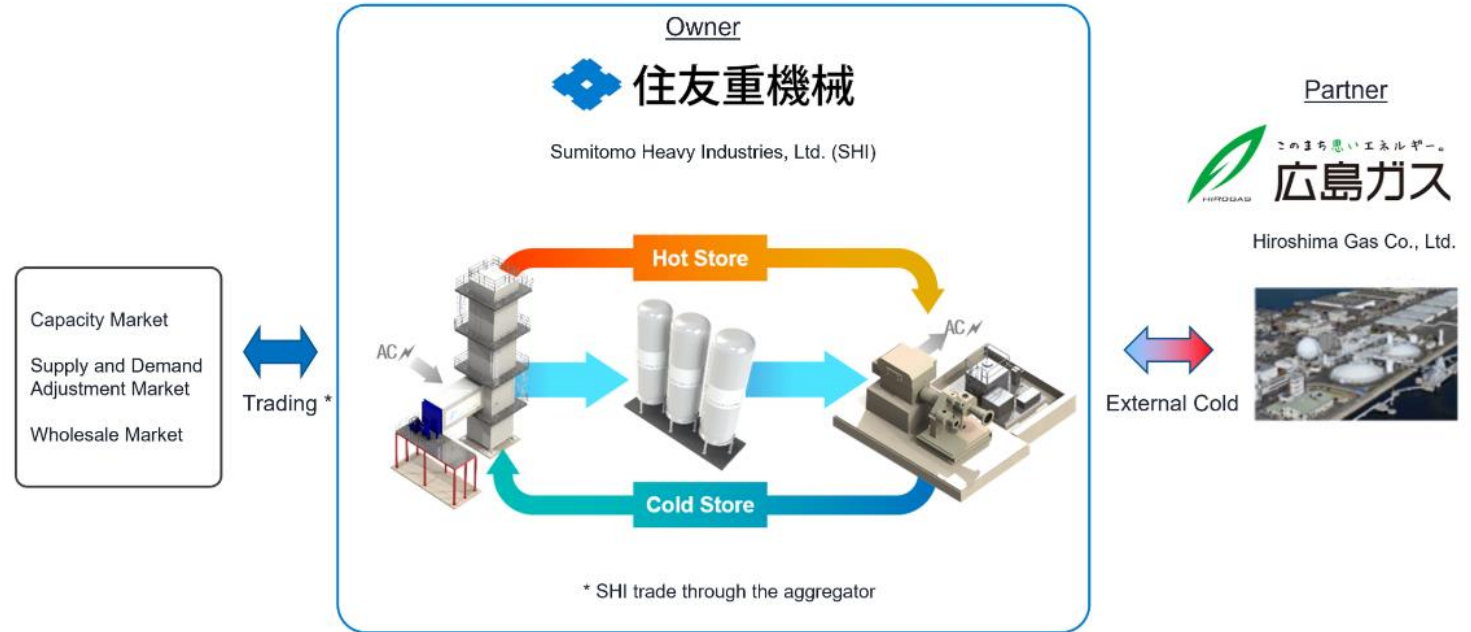 Owner
住友重機械
Sumitomo Heavy Industries, Ltd. (SHI)
Partner
このまち思いエネルギー。
広島ガス
HIROGAS
Hiroshima Gas Co., Ltd.
Capacity Market
Supply and Demand
Adjustment Market
Wholesale Market
Trading *
Hot Store
AC
AC
Cold Store
External Cold
* SHI trade through the aggregator